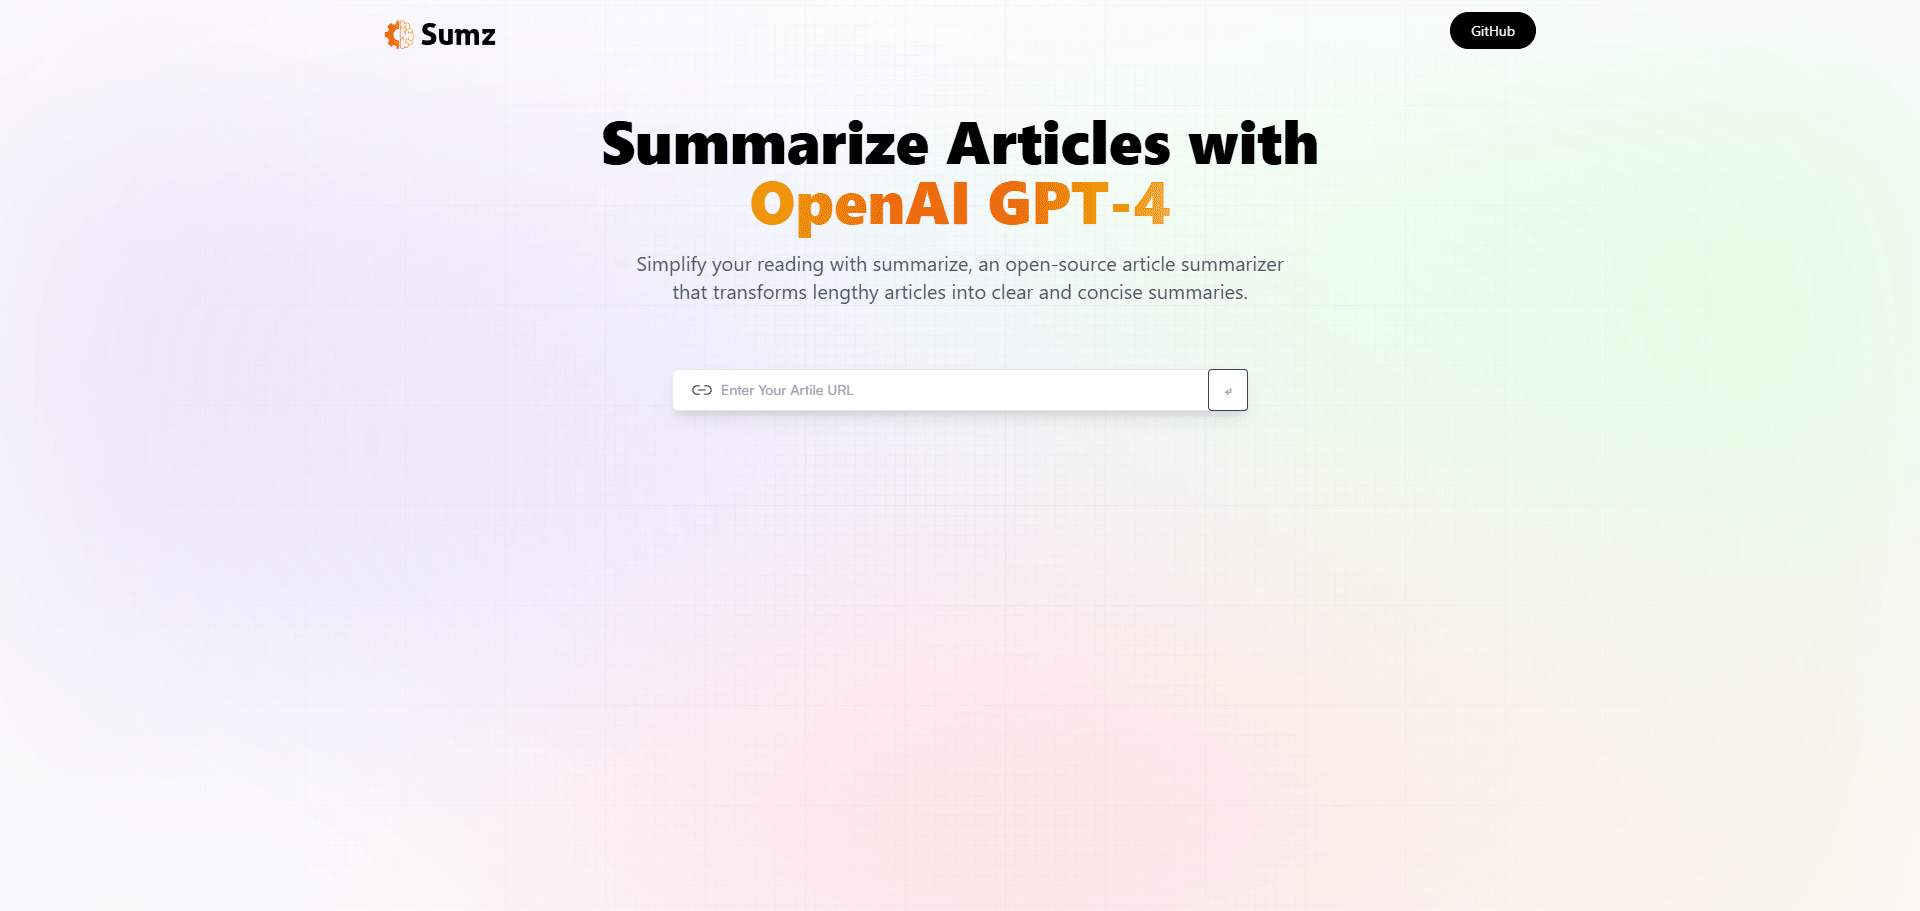 Sumz
GitHub
Summarize Articles with
OpenAI GPT-4
Simplify your reading with summarize, an open-source article summarizer
that transforms lengthy articles into clear and concise summaries.
Enter Your Artile URL
↵